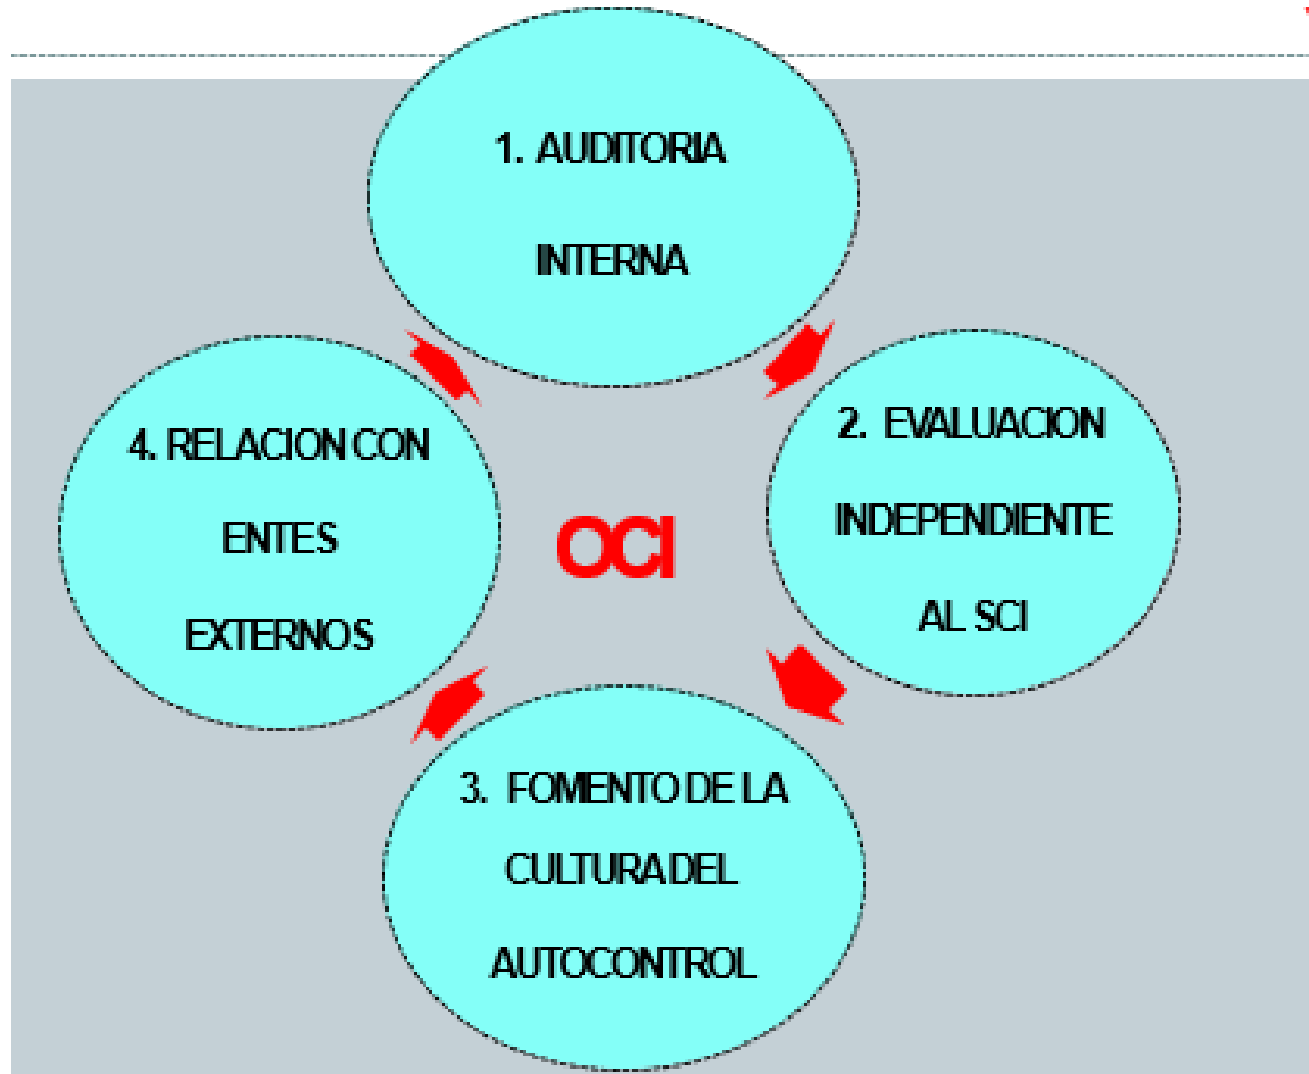 1. AUDITORIA
INTERNA
2. EVALUACION
INDEPENDIENTE
AL SCI
3. FOMENTO DE LA
CULTURA DEL
AUTOCONTROL
4. RELACION CON
ENTES
EXTERNOS
OCI